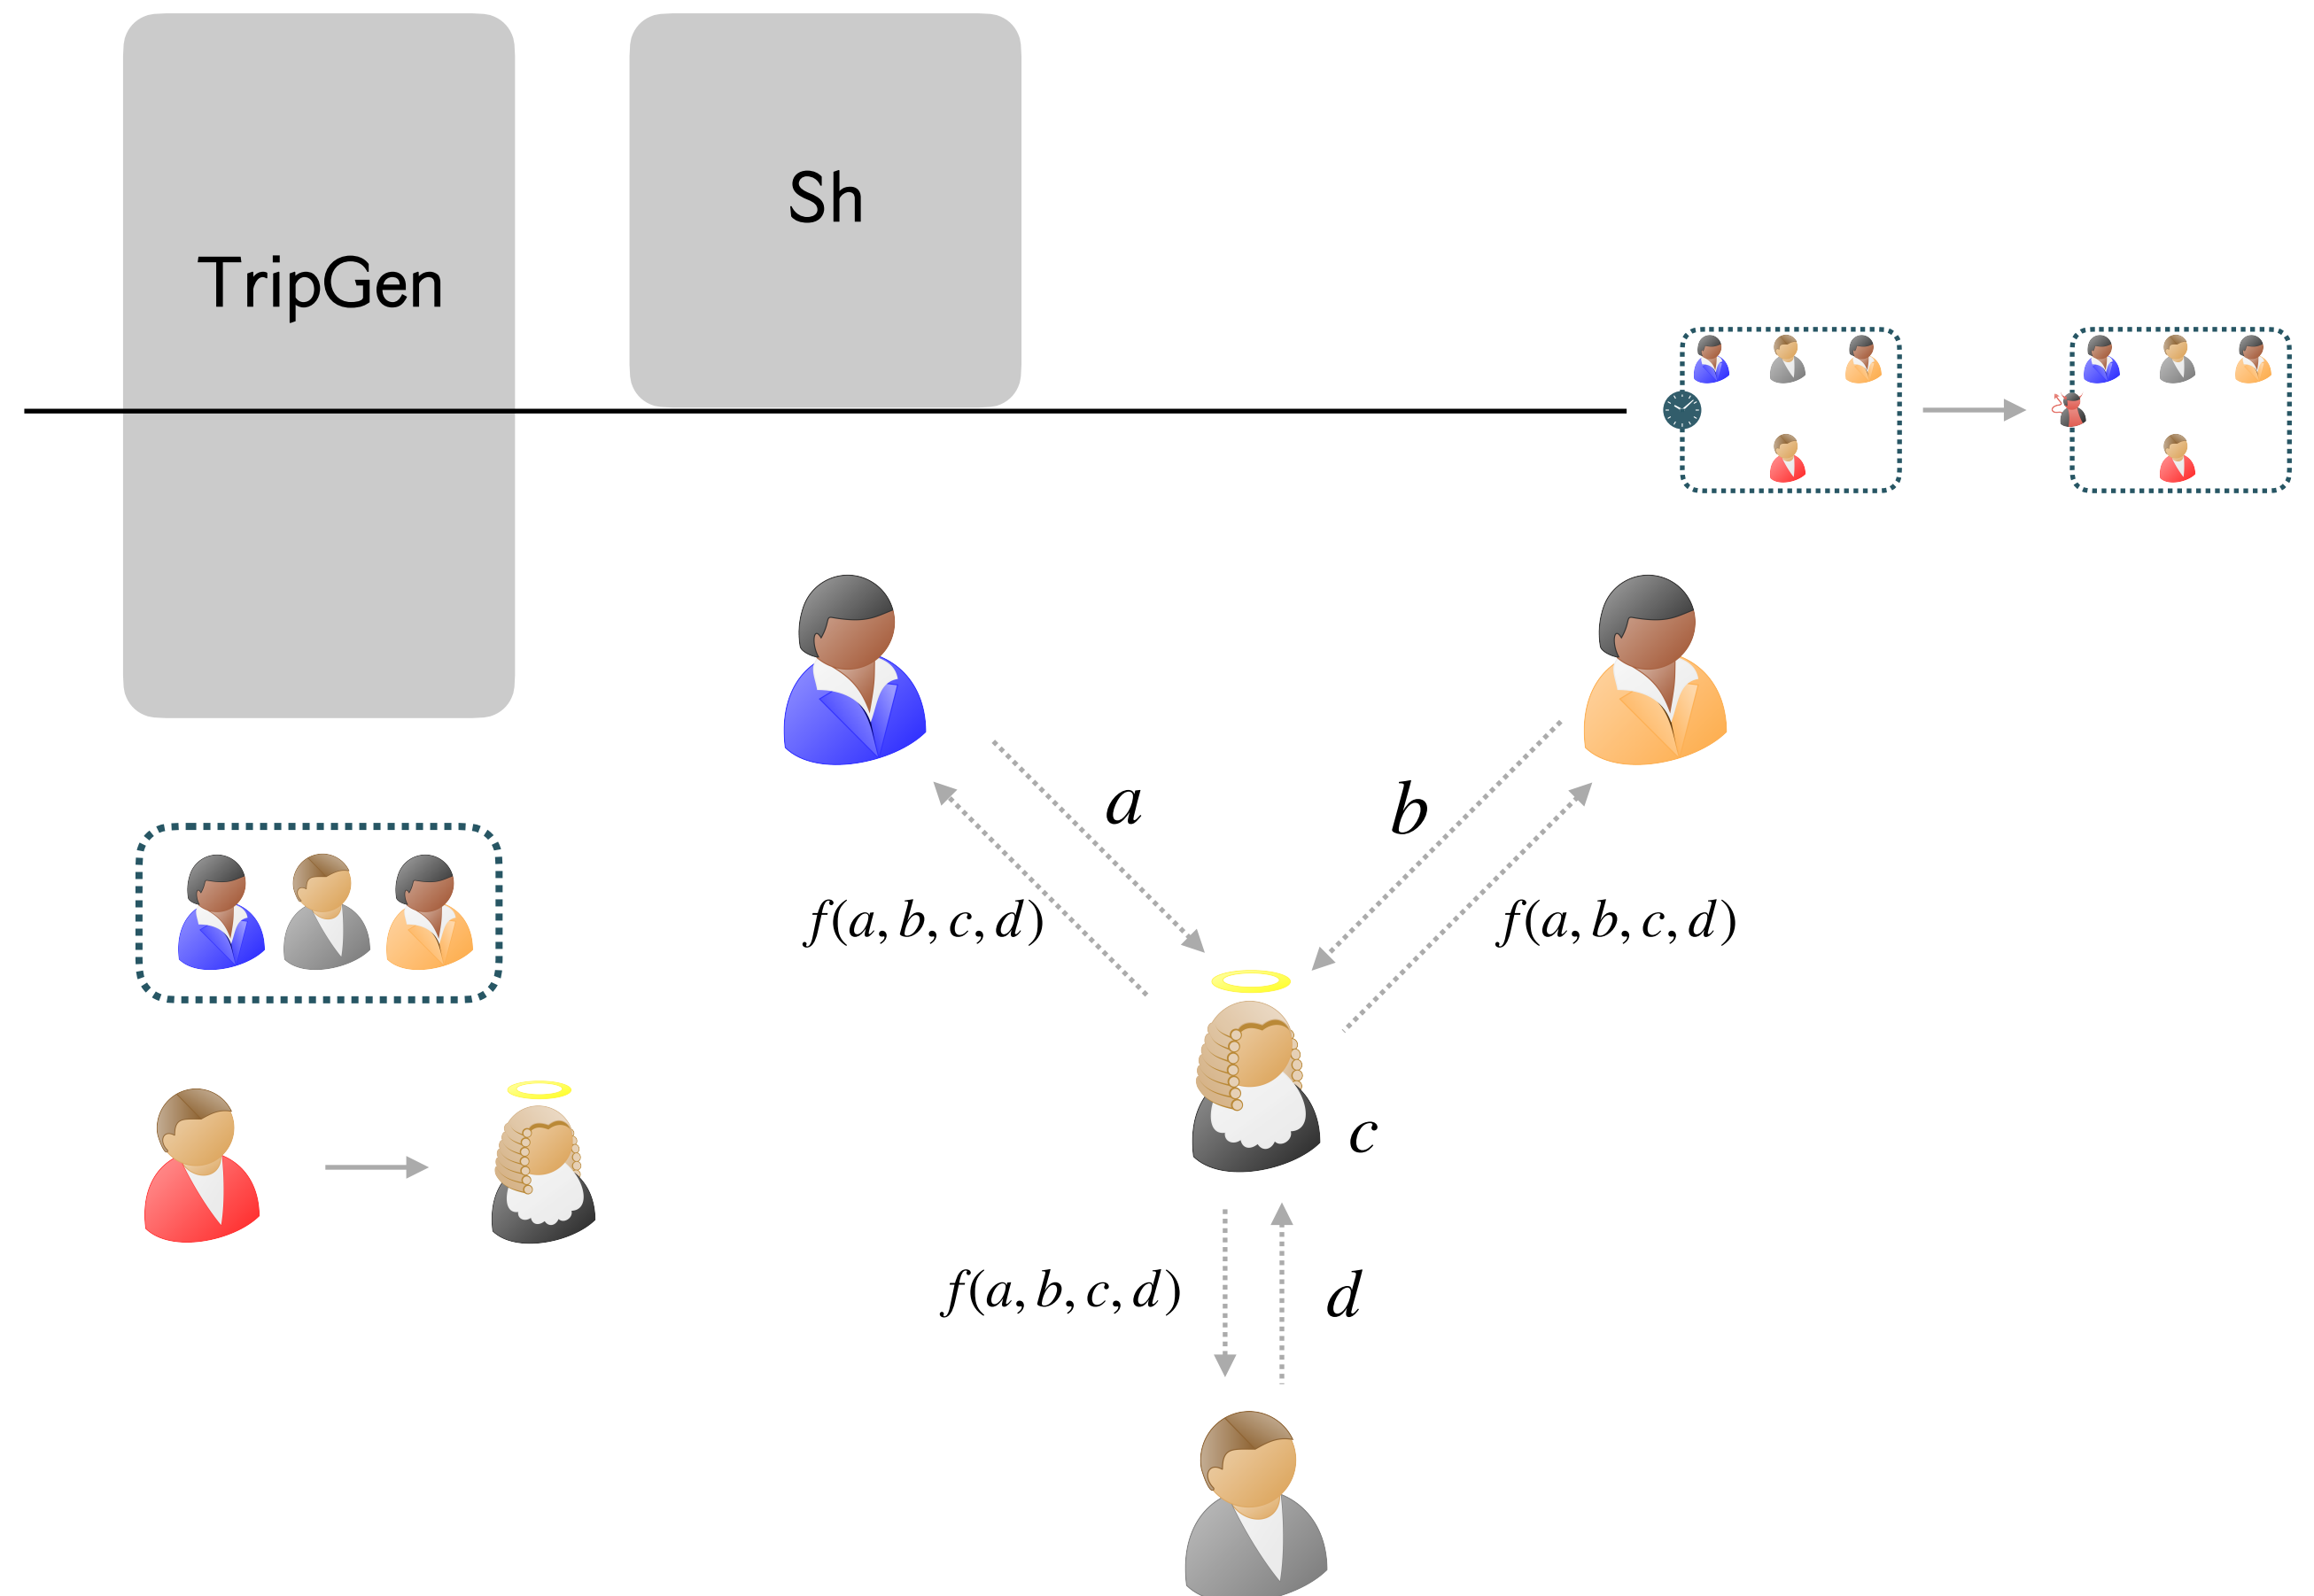 Sh
TripGen
a
b
f(a, b, c, d)
f(a, b, c, d)
c
f(a, b, c, d)
d